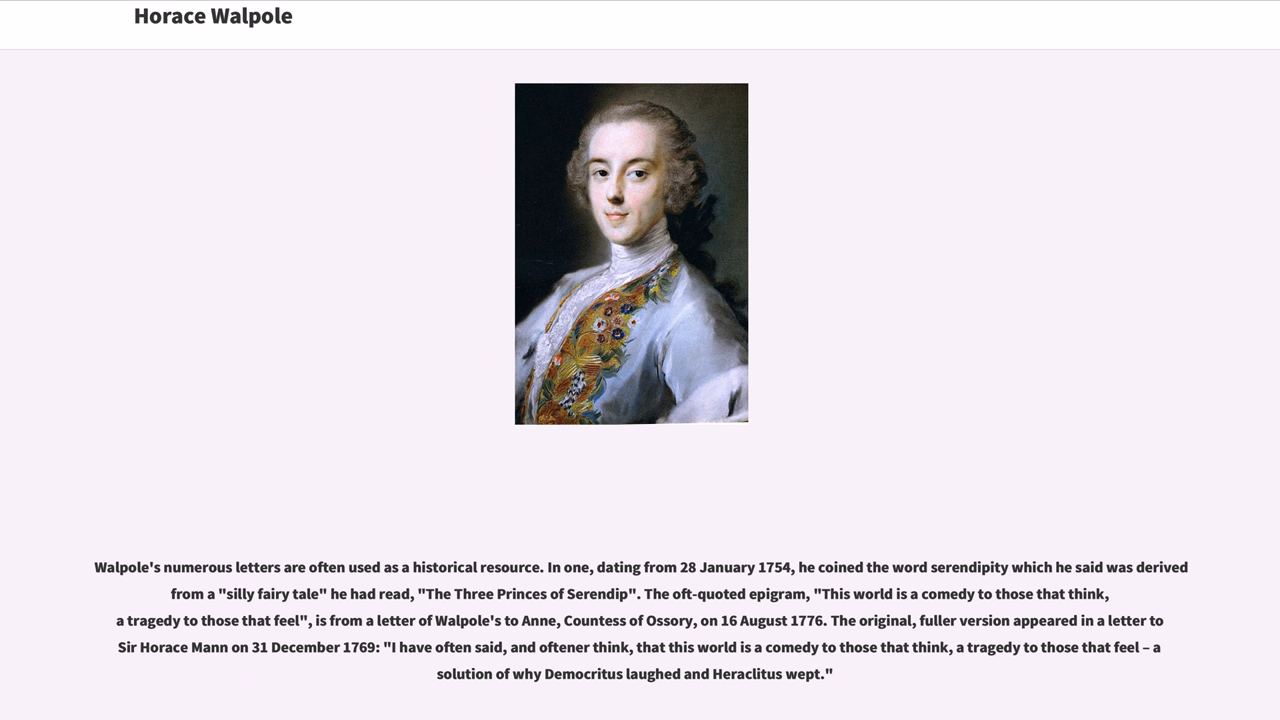 Horace Walpole
Walpole's numerous letters are often used as a historical resource. In one, dating from 28 January 1754, he coined the word serendipity which he said was derived
from a "silly fairy tale" he had read, "The Three Princes of Serendip". The oft-quoted epigram, "This world is a comedy to those that think,
a tragedy to those that feel", is from a letter of Walpole's to Anne, Countess of Ossory, on 16 August 1776. The original, fuller version appeared in a letter to
Sir Horace Mann on 31 December 1769: "I have often said, and oftener think, that this world is a comedy to those that think, a tragedy to those that feel – a
solution of why Democritus laughed and Heraclitus wept."